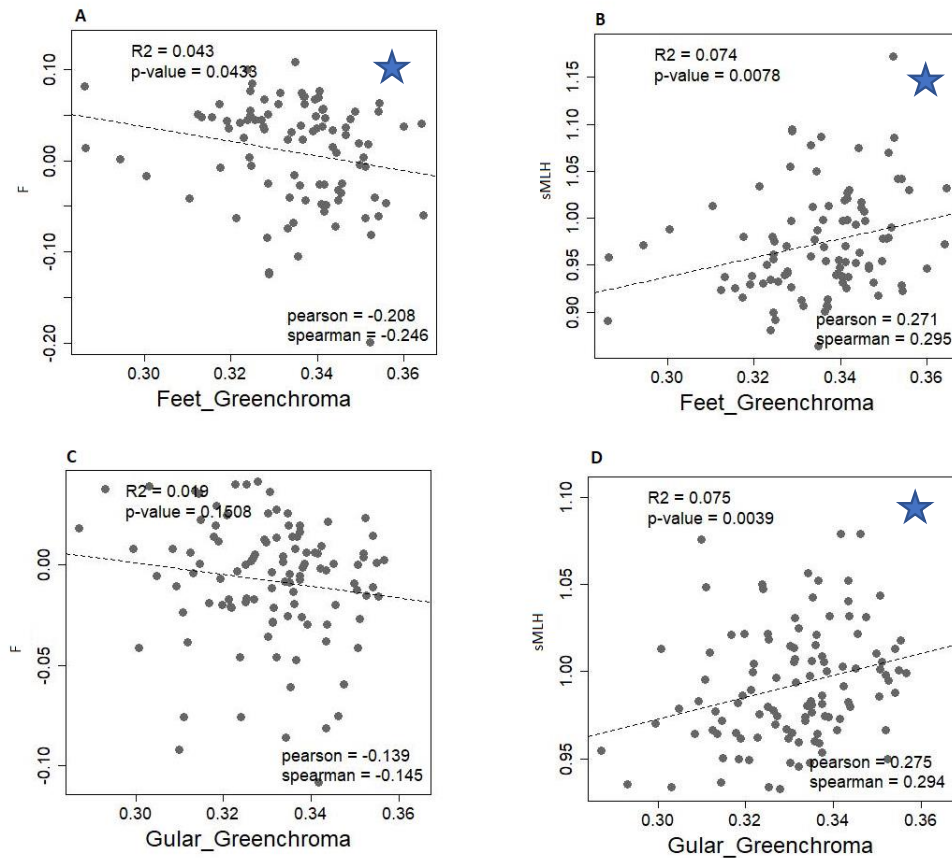 A
R2 = 0.043
p-value = 0.0433
0.10
0.00
-0.10
-0.20
F
pearson = -0.208
spearman = -0.246
0.30 0.32 0.34 0.36
Feet_Greenchroma
B
R2 = 0.074
p-value = 0.0078
1.15
1.10
1.05
1.00
0.95
0.90
sMLH
pearson = 0.271
spearman = 0.295
0.30 0.32 0.34 0.36
Feet_Greenchroma
C
R2 = 0.019
p-value = 0.1508
0.00
-0.05
-0.10
F
pearson = -0.139
spearman = -0.145
0.30 0.32 0.34 0.36
Gular_Greenchroma
D
R2 = 0.075
p-value = 0.0039
1.10
1.05
1.00
0.95
sMLH
pearson = 0.275
spearman = 0.294
0.30 0.32 0.34 0.36
Gular_Greenchroma